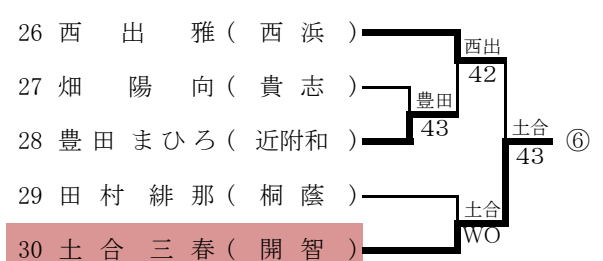 26 西 出 雅 ( 西 浜 )
27 畑 陽 向 ( 貴 志 )
28 豊 田 まひろ ( 近附和 )
29 田 村 緋 那 ( 桐 蔭 )
30 土 合 三 春 ( 開 智 )
豊田
43
西出
42
土合
WO
土合
43
⑥